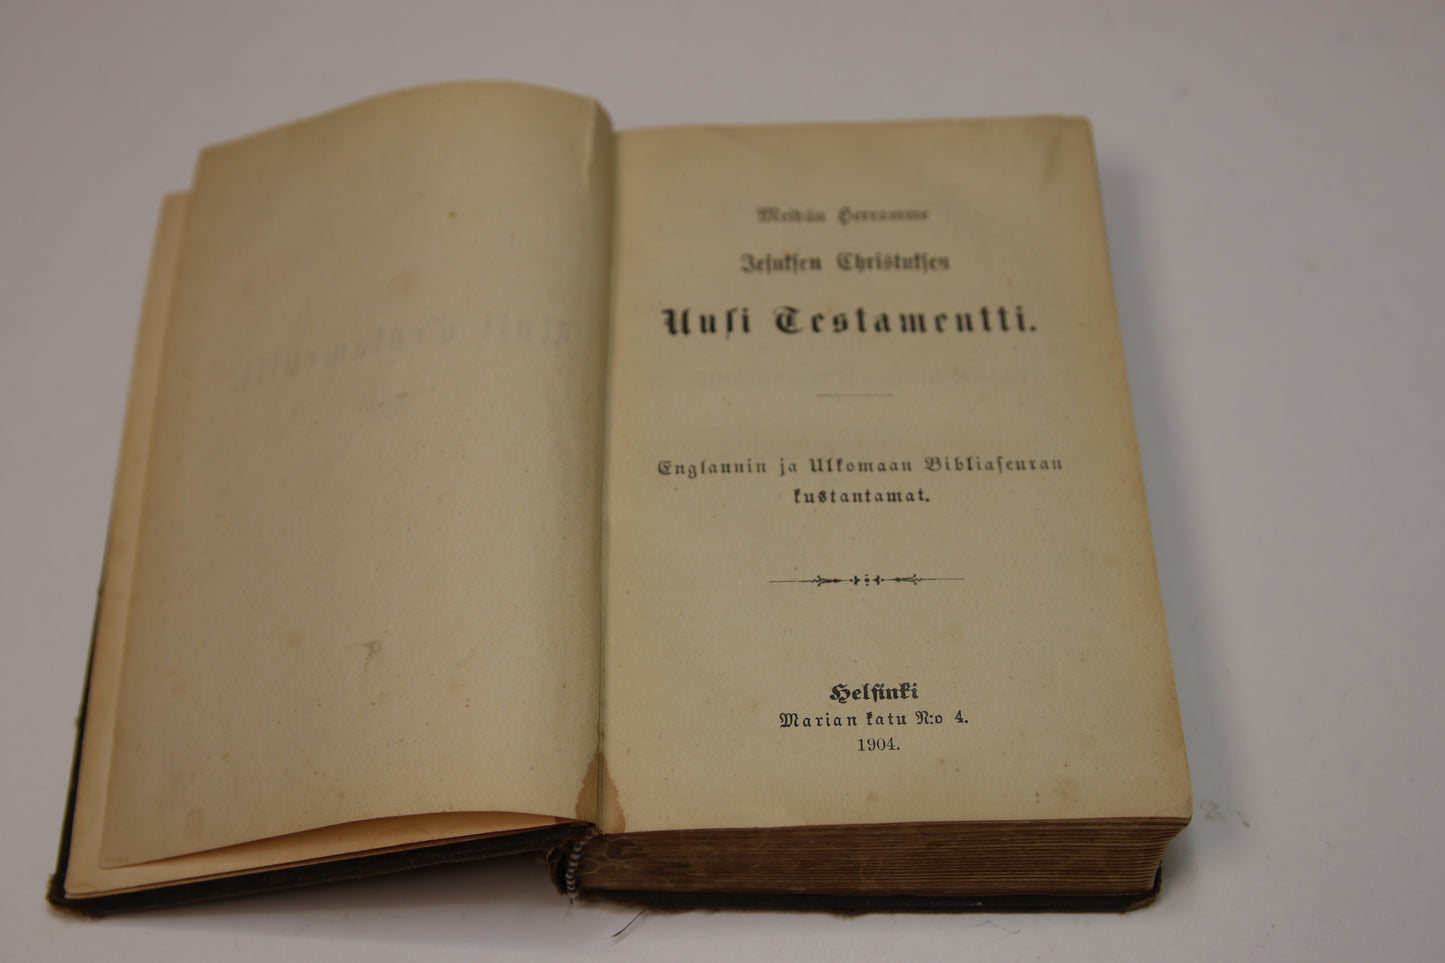 Meidän Herramme
Jesuksen Christuksen
Uusi Testamentti.
Englannin ja Ulkomaan Bibliaseuran
kustantamat.
Helsinki
Marian katu N:o 4.
1904.